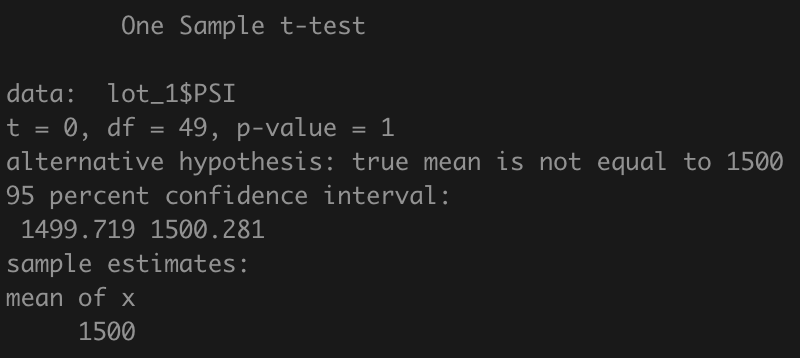 One Sample t-test
data:  lot_1$PSI
t = 0, df = 49, p-value = 1
alternative hypothesis: true mean is not equal to 1500
95 percent confidence interval:
1499.719 1500.281
sample estimates:
mean of x
1500